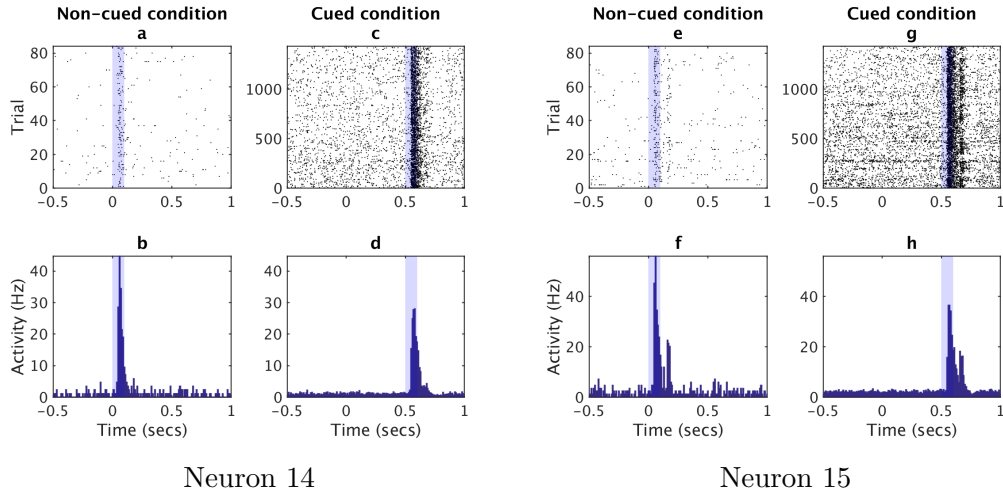 Non-cued condition
Cued condition
Non-cued condition
Cued condition
a
c
e
g
Trial
80
60
40
20
0
-0.5 0 0.5 1
1000
500
0
-0.5 0 0.5 1
Trial
80
60
40
20
0
-0.5 0 0.5 1
1000
500
0
-0.5 0 0.5 1
b
d
f
h
Activity (Hz)
40
30
20
10
0
-0.5 0 0.5 1
Time (secs)
40
30
20
10
0
-0.5 0 0.5 1
Time (secs)
Activity (Hz)
40
20
0
-0.5 0 0.5 1
Time (secs)
40
20
0
-0.5 0 0.5 1
Time (secs)
Neuron 14
Neuron 15